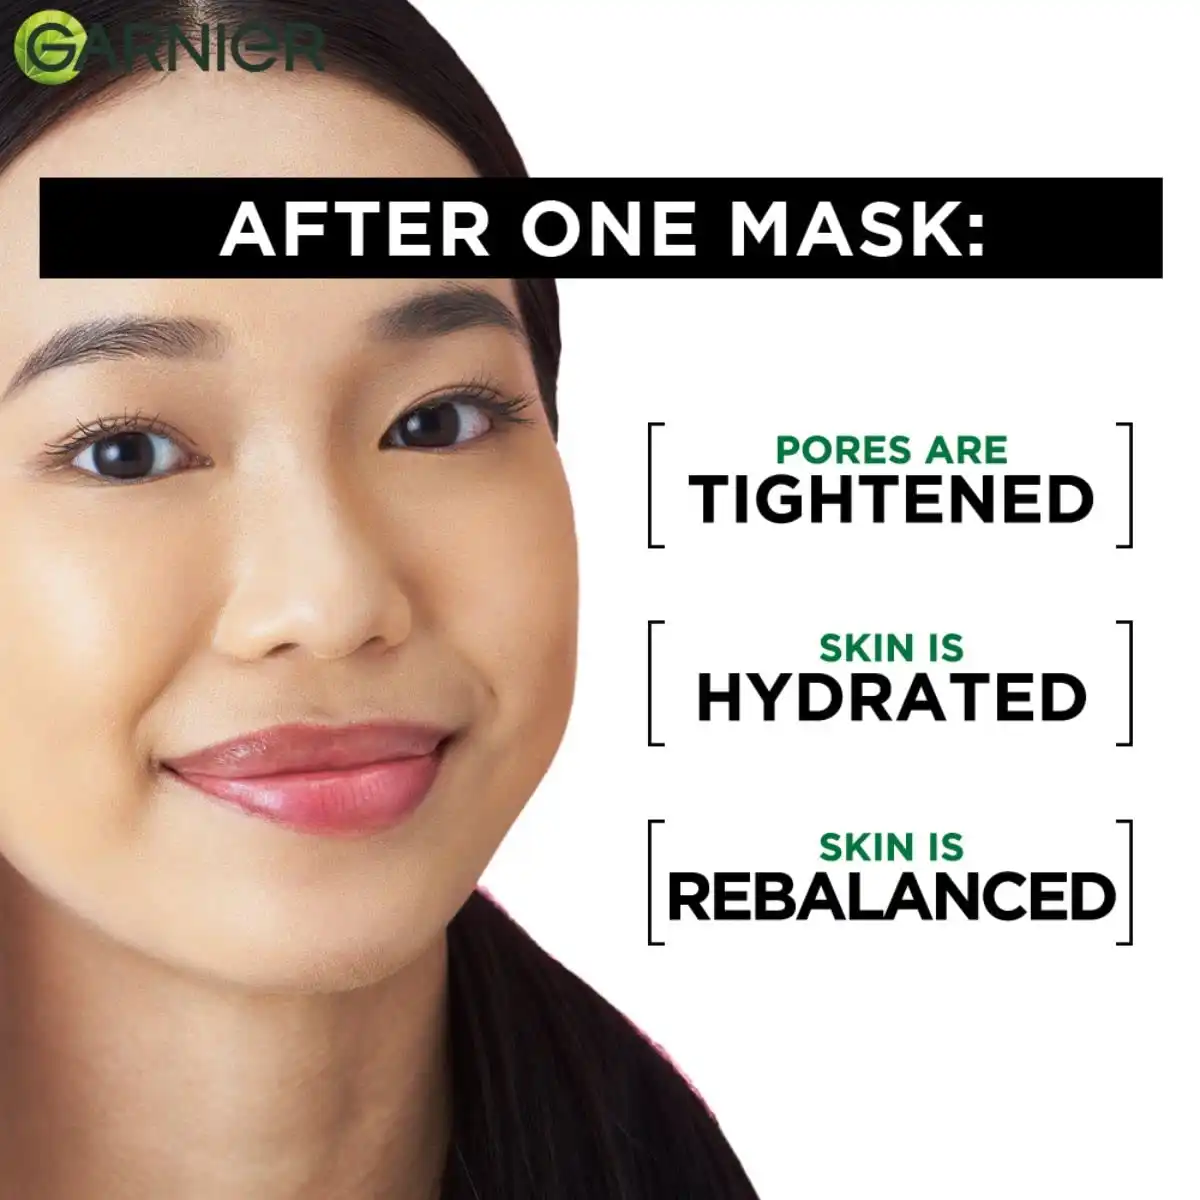 GARNIER
AFTER ONE MASK:
PORES ARE
TIGHTENED
SKIN IS
HYDRATED
SKIN IS
REBALANCED